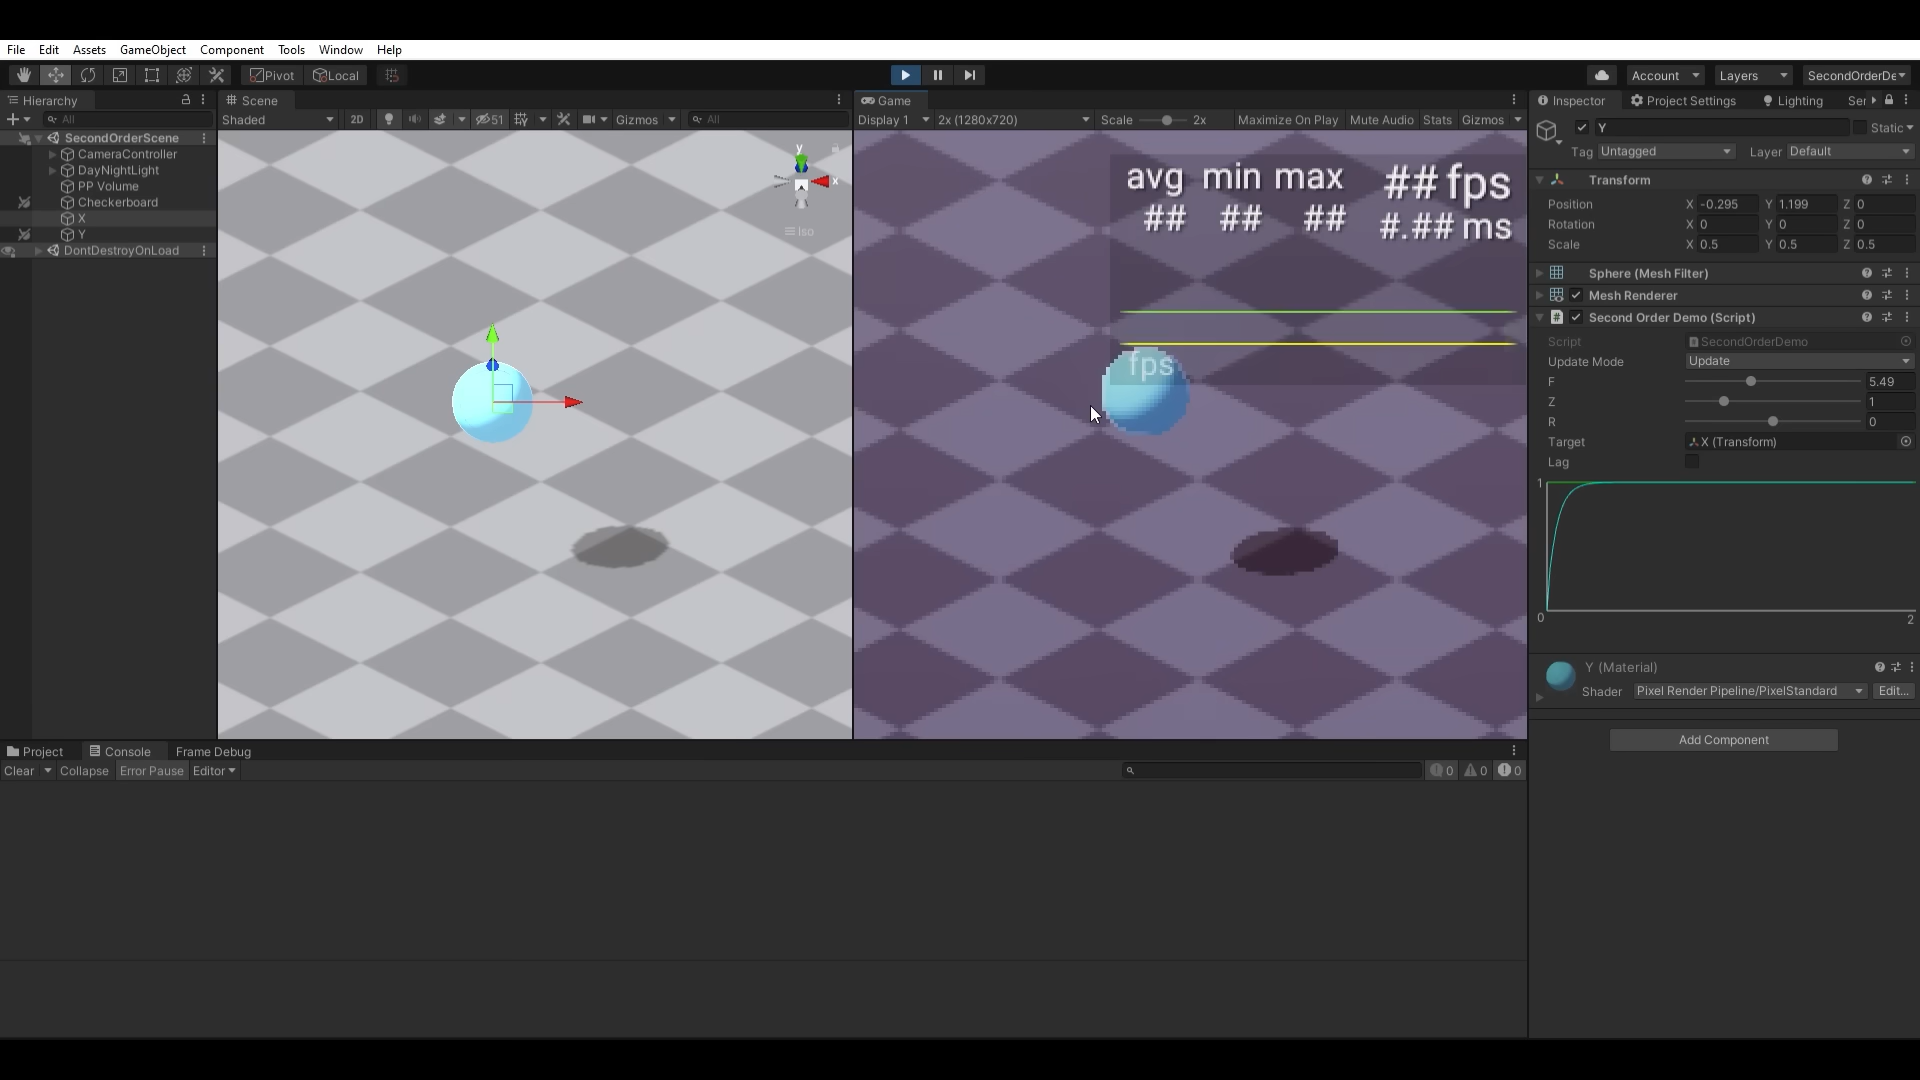 File Edit Assets GameObject Component Tools Window Help
Pivot Local Account Layers SecondOrderDe
Hierarchy Scene Game Inspector Project Settings Lighting Ser
All Shaded 2D 51 Gizmos All Display 1 2x (1280x720) Scale 2x Maximize On Play Mute Audio Stats Gizmos
Y Static
Tag Untagged Layer Default
SecondOrderScene
CameraController
DayNightLight
PP Volume
Checkerboard
X
Y
DontDestroyOnLoad
y
x
Iso
avg min max ## fps
## ## ## #.## ms
fps
Transform
Position X -0.295 Y 1.199 Z 0
Rotation X 0 Y 0 Z 0
Scale X 0.5 Y 0.5 Z 0.5
Sphere (Mesh Filter)
Mesh Renderer
Second Order Demo (Script)
Script SecondOrderDemo
Update Mode Update
F 5.49
Z 1
R 0
Target X (Transform)
Lag
1
0 2
Y (Material)
Shader Pixel Render Pipeline/PixelStandard Edit...
Add Component
Project Console Frame Debug
Clear Collapse Error Pause Editor 0 0 0